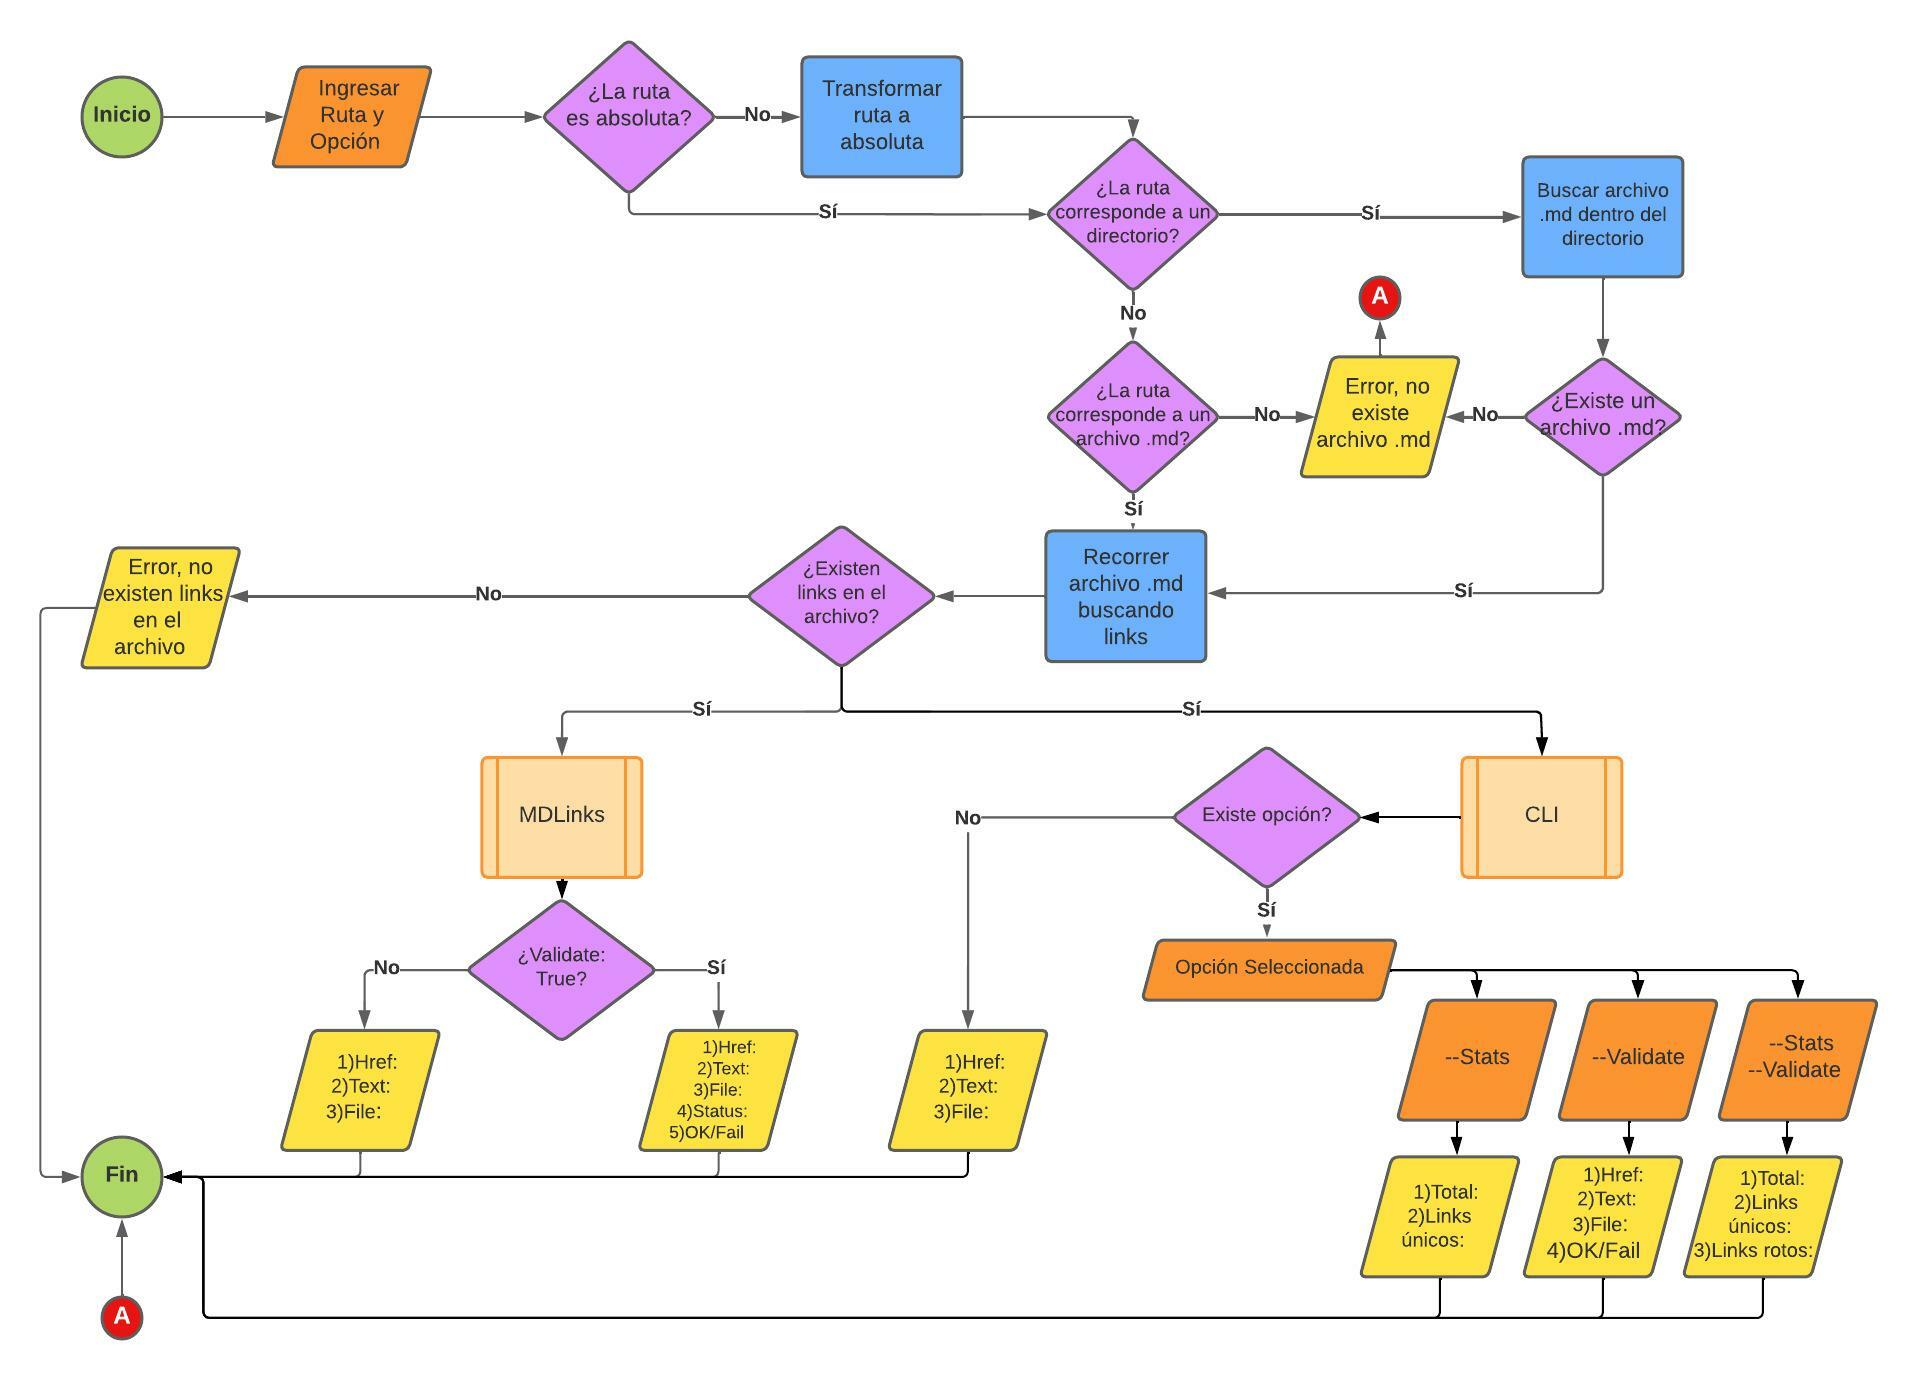 Inicio
Ingresar
Ruta y
Opción
¿La ruta
es absoluta?
No
Transformar
ruta a
absoluta
Sí
¿La ruta
corresponde a un
directorio?
Sí
Buscar archivo
.md dentro del
directorio
No
A
¿La ruta
corresponde a un
archivo .md?
No
Error, no
existe
archivo .md
No
¿Existe un
archivo .md?
Sí
Sí
Recorrer
archivo .md
buscando
links
¿Existen
links en el
archivo?
No
Error, no
existen links
en el
archivo
Sí
Sí
MDLinks
CLI
Existe opción?
No
Sí
¿Validate:
True?
No
Sí
Opción Seleccionada
1)Href:
2)Text:
3)File:
1)Href:
2)Text:
3)File:
4)Status:
5)OK/Fail
1)Href:
2)Text:
3)File:
--Stats
--Validate
--Stats
--Validate
Fin
1)Total:
2)Links
únicos:
1)Href:
2)Text:
3)File:
4)OK/Fail
1)Total:
2)Links
únicos:
3)Links rotos:
A